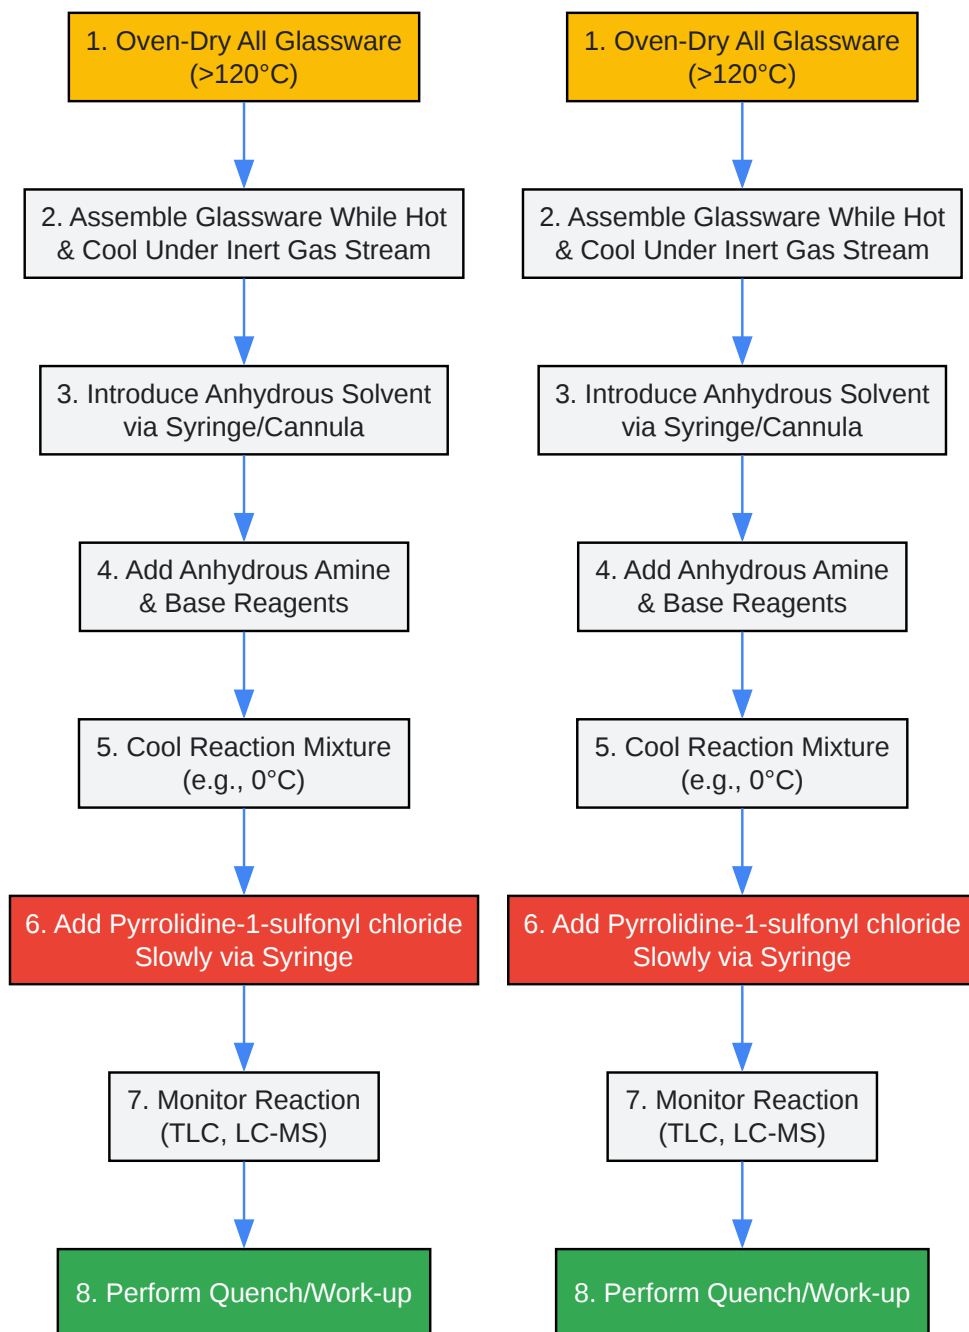 1. Oven-Dry All Glassware
(>120°C)
2. Assemble Glassware While Hot
& Cool Under Inert Gas Stream
3. Introduce Anhydrous Solvent
via Syringe/Cannula
4. Add Anhydrous Amine
& Base Reagents
5. Cool Reaction Mixture
(e.g., 0°C)
6. Add Pyrrolidine-1-sulfonyl chloride
Slowly via Syringe
7. Monitor Reaction
(TLC, LC-MS)
8. Perform Quench/Work-up
1. Oven-Dry All Glassware
(>120°C)
2. Assemble Glassware While Hot
& Cool Under Inert Gas Stream
3. Introduce Anhydrous Solvent
via Syringe/Cannula
4. Add Anhydrous Amine
& Base Reagents
5. Cool Reaction Mixture
(e.g., 0°C)
6. Add Pyrrolidine-1-sulfonyl chloride
Slowly via Syringe
7. Monitor Reaction
(TLC, LC-MS)
8. Perform Quench/Work-up